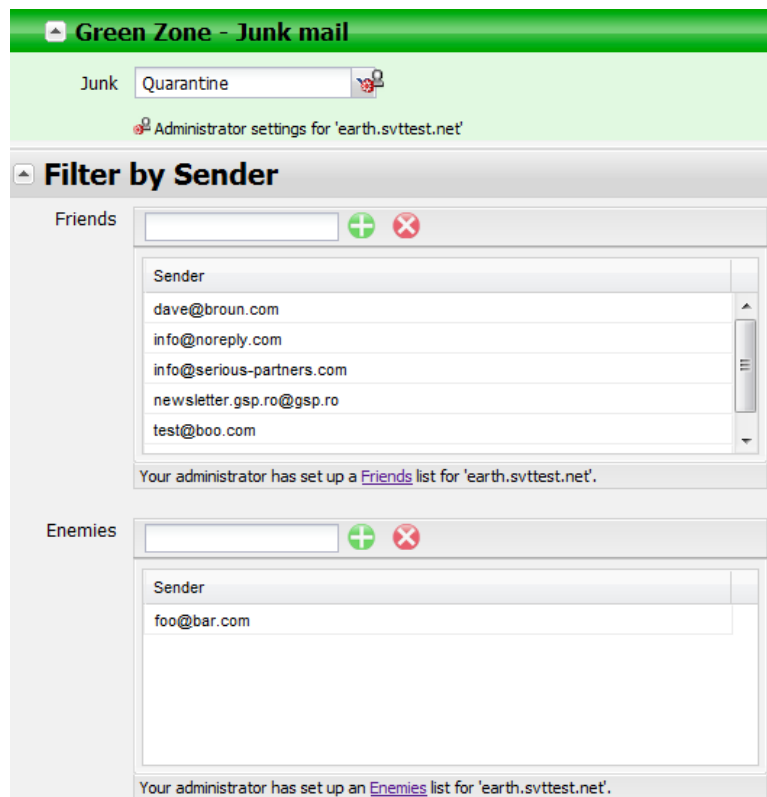 Green Zone - Junk mail
Junk Quarantine
Administrator settings for 'earth.svttest.net'
Filter by Sender
Friends
Sender
dave@broun.com
info@noreply.com
info@serious-partners.com
newsletter.gsp.ro@gsp.ro
test@boo.com
Your administrator has set up a Friends list for 'earth.svttest.net'.
Enemies
Sender
foo@bar.com
Your administrator has set up an Enemies list for 'earth.svttest.net'.